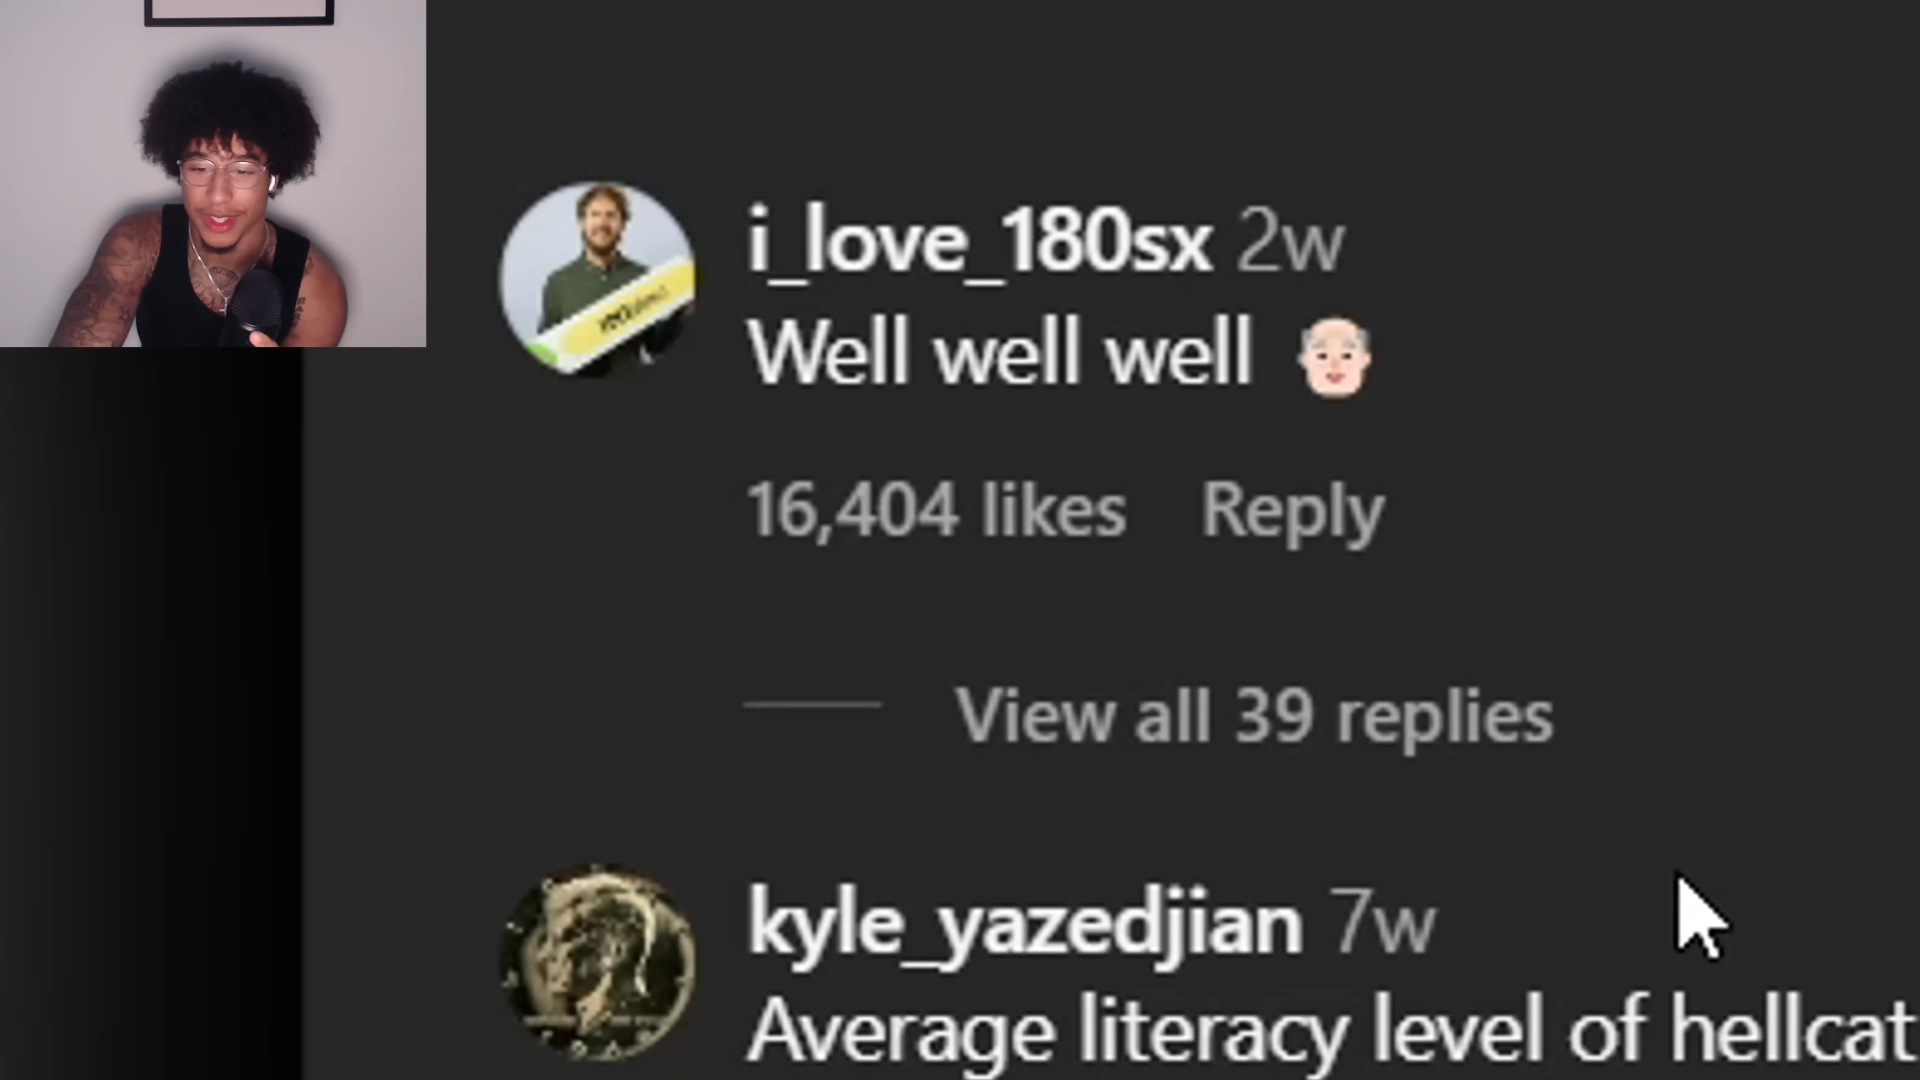 i_love_180sx 2w
Well well well 👴🏻
16,404 likes Reply
View all 39 replies
kyle_yazedjian 7w
Average literacy level of hellcat